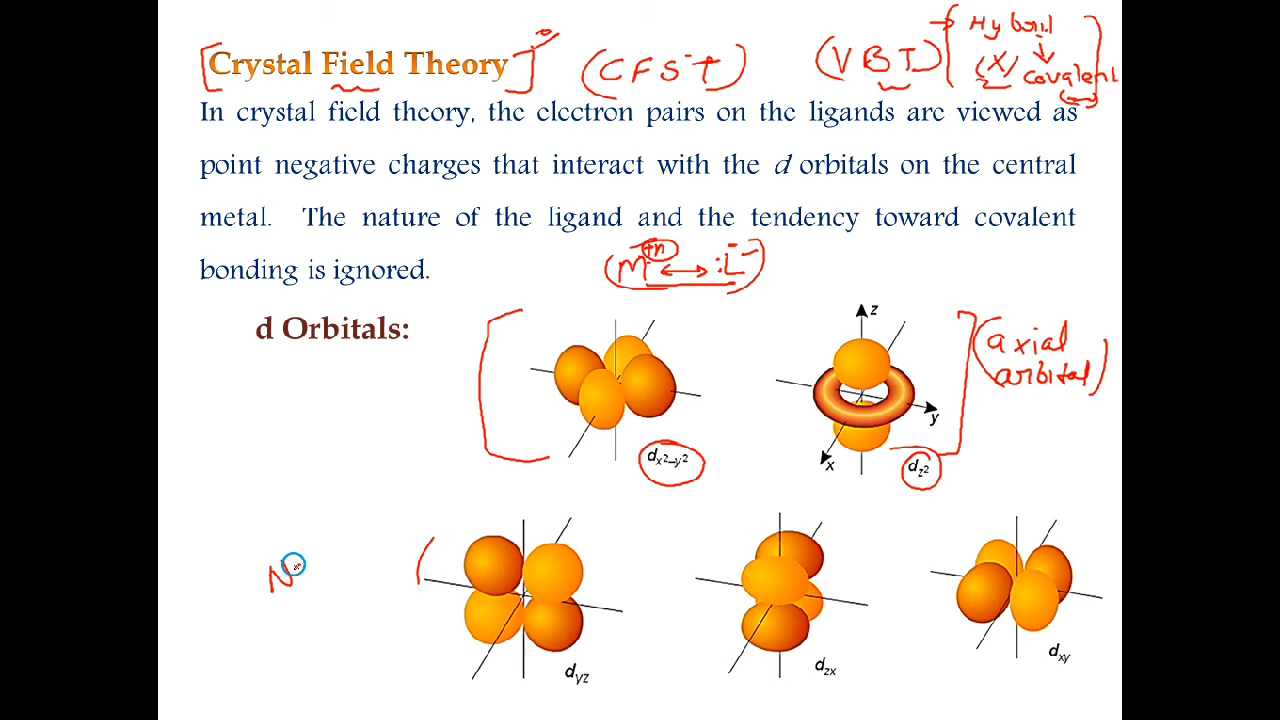 [Crystal Field Theory] (CFST) (VBT)
Hybond
(X)
covalent
In crystal field theory, the electron pairs on the ligands are viewed as
point negative charges that interact with the d orbitals on the central
metal. The nature of the ligand and the tendency toward covalent
bonding is ignored.
(M+n ↔ :L-)
d Orbitals:
z
(axial
orbital)
y
x
dx²–y²
dz²
N
dyz
dzx
dxy